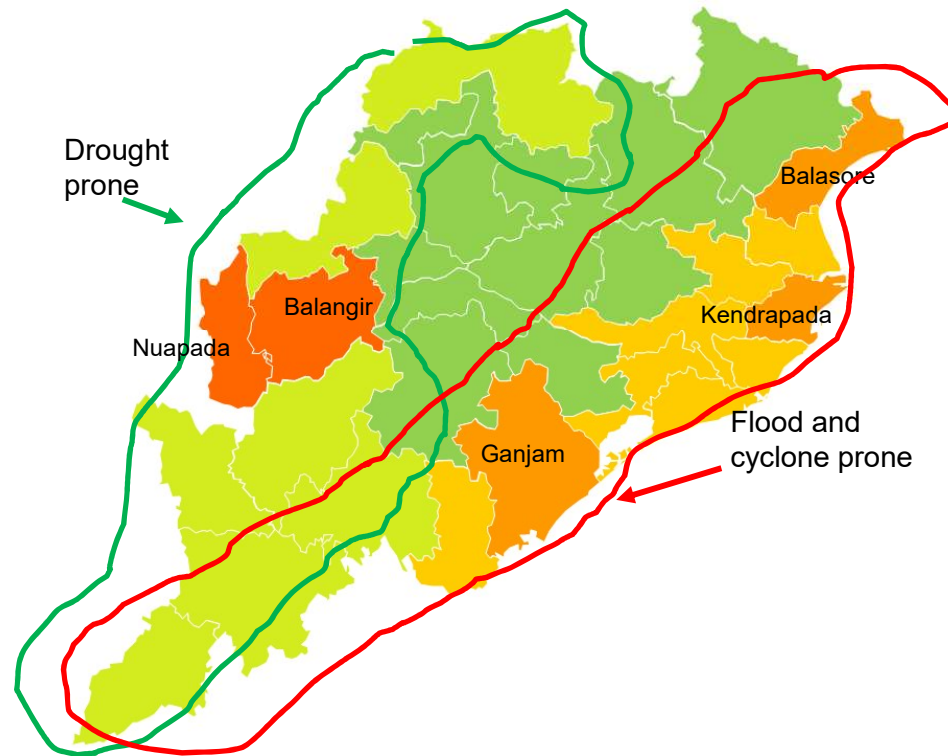 Drought
prone
Balasore
Balangir
Kendrapada
Nuapada
Flood and
cyclone prone
Ganjam